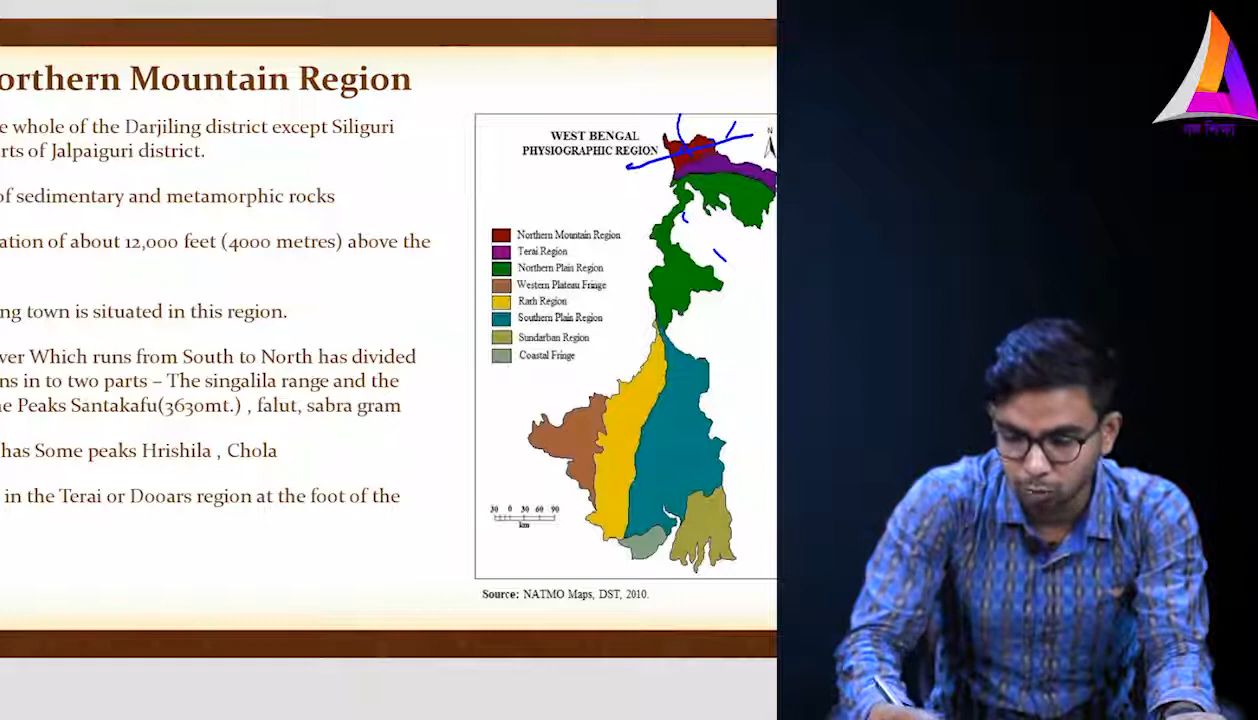 orthern Mountain Region
e whole of the Darjiling district except Siliguri
rts of Jalpaiguri district.
of sedimentary and metamorphic rocks
ation of about 12,000 feet (4000 metres) above the
ng town is situated in this region.
ver Which runs from South to North has divided
ns in to two parts – The singalila range and the
e Peaks Santakafu(3630mt.) , falut, sabra gram
has Some peaks Hrishila , Chola
in the Terai or Dooars region at the foot of the
WEST BENGAL
PHYSIOGRAPHIC REGION
N
Northern Mountain Region
Terai Region
Northern Plain Region
Western Plateau Fringe
Rarh Region
Southern Plain Region
Sundarban Region
Coastal Fringe
30 0 30 60 90
km
Source: NATMO Maps, DST, 2010.